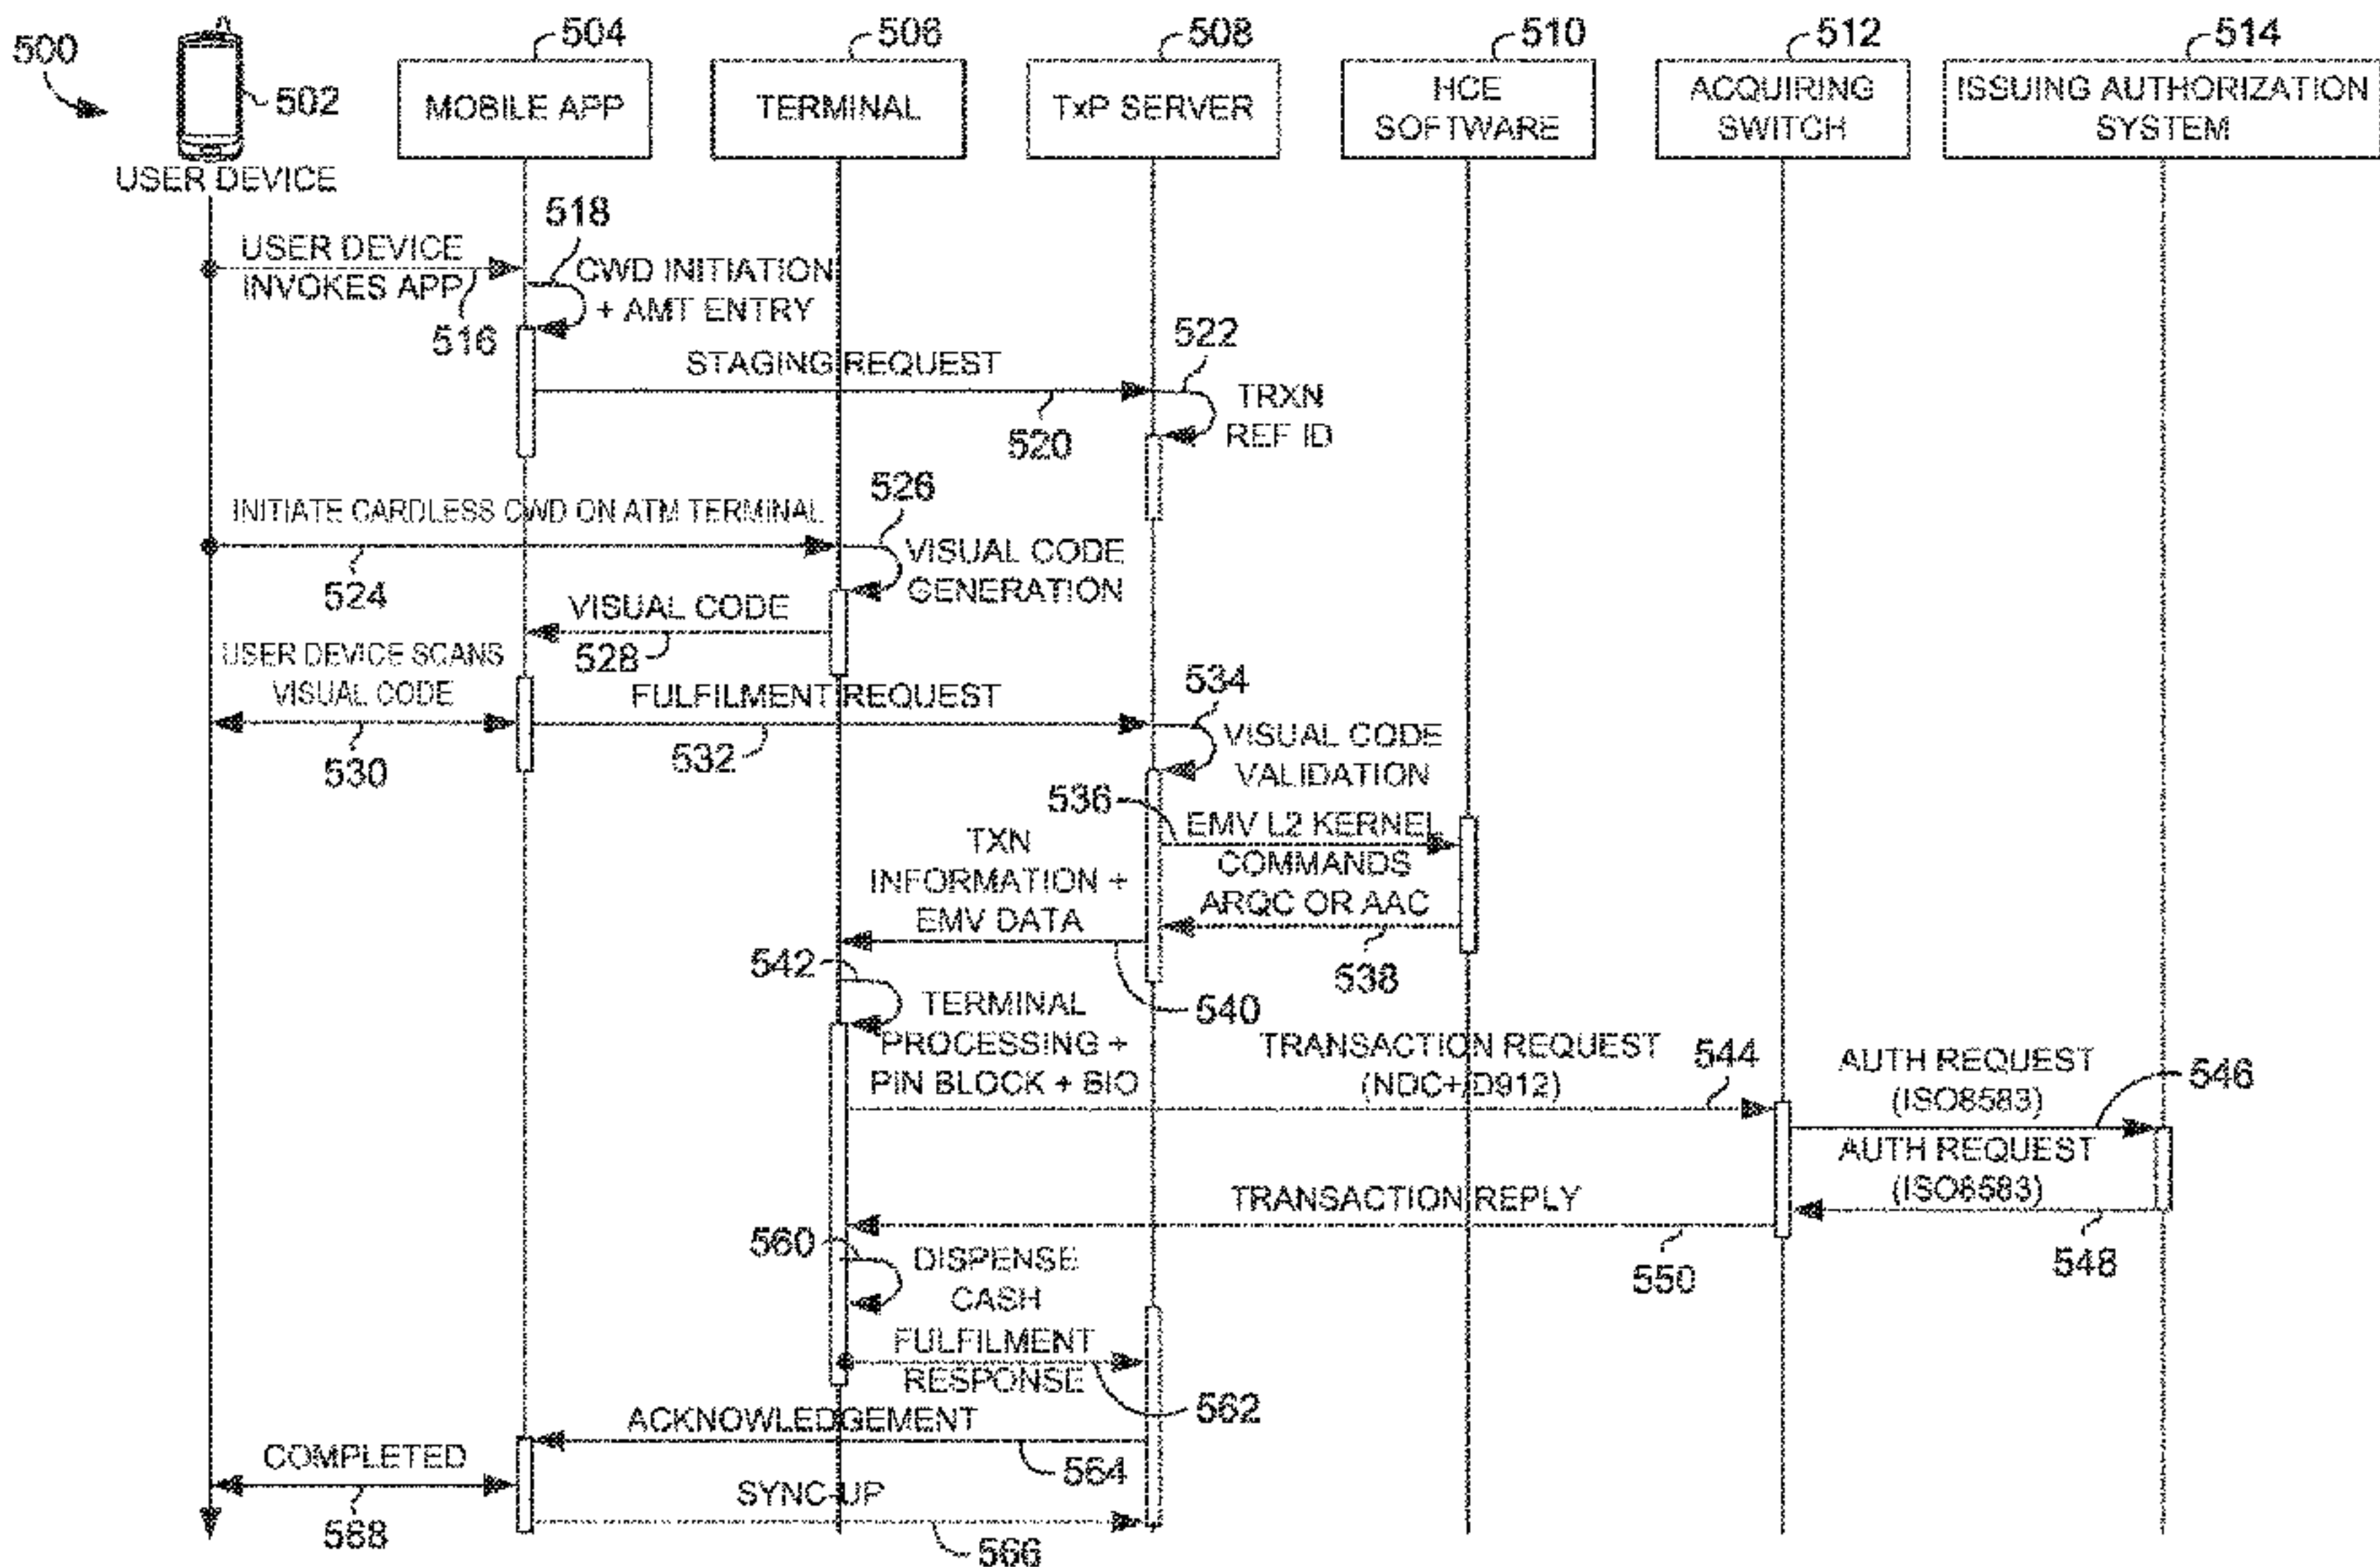 500
502
USER DEVICE
504
MOBILE APP
506
TERMINAL
508
TxP SERVER
510
HCE
SOFTWARE
512
ACQUIRING
SWITCH
514
ISSUING AUTHORIZATION
SYSTEM
USER DEVICE
INVOKES APP
516
518
CWD INITIATION
+ AMT ENTRY
STAGING REQUEST
520
522
TRXN
REF ID
INITIATE CARDLESS CWD ON ATM TERMINAL
524
526
VISUAL CODE
GENERATION
VISUAL CODE
528
USER DEVICE SCANS
VISUAL CODE
530
FULFILMENT REQUEST
532
534
VISUAL CODE
VALIDATION
536
EMV L2 KERNEL
COMMANDS
ARQC OR AAC
538
TXN
INFORMATION +
EMV DATA
540
542
TERMINAL
PROCESSING +
PIN BLOCK + BIO
TRANSACTION REQUEST
(NDC+/D912)
544
AUTH REQUEST
(ISO8583)
546
AUTH REQUEST
(ISO8583)
548
TRANSACTION REPLY
550
560
DISPENSE
CASH
FULFILMENT
RESPONSE
562
ACKNOWLEDGEMENT
564
COMPLETED
568
SYNC-UP
566